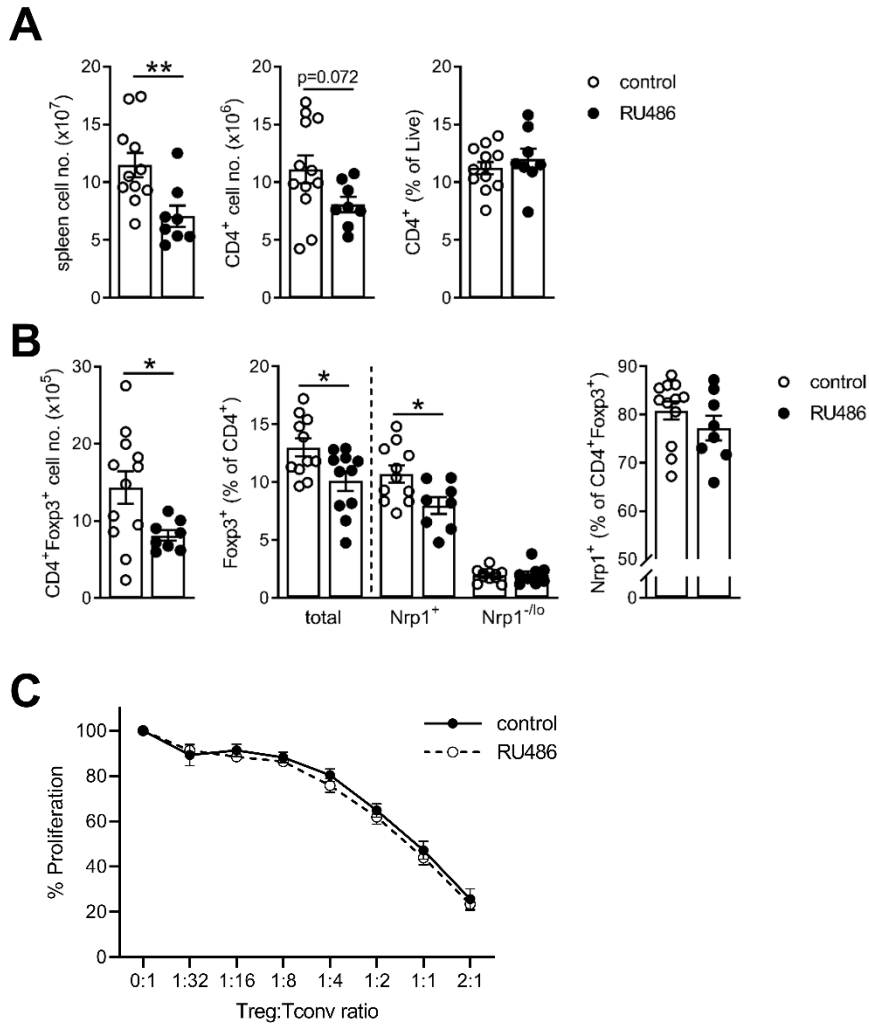 A
spleen cell no. (x10⁷)
20
15
10
5
0
**
CD4⁺ cell no. (x10⁶)
20
15
10
5
0
p=0.072
CD4⁺ (% of Live)
20
15
10
5
0
control
RU486
B
CD4⁺Foxp3⁺ cell no. (x10⁵)
30
20
10
0
*
Foxp3⁺ (% of CD4⁺)
20
15
10
5
0
*
*
total
Nrp1⁺
Nrp1⁻/ˡᵒ
Nrp1⁺ (% of CD4⁺Foxp3⁺)
90
80
70
60
50
0
control
RU486
C
% Proliferation
100
80
60
40
20
0
control
RU486
0:1 1:32 1:16 1:8 1:4 1:2 1:1 2:1
Treg:Tconv ratio